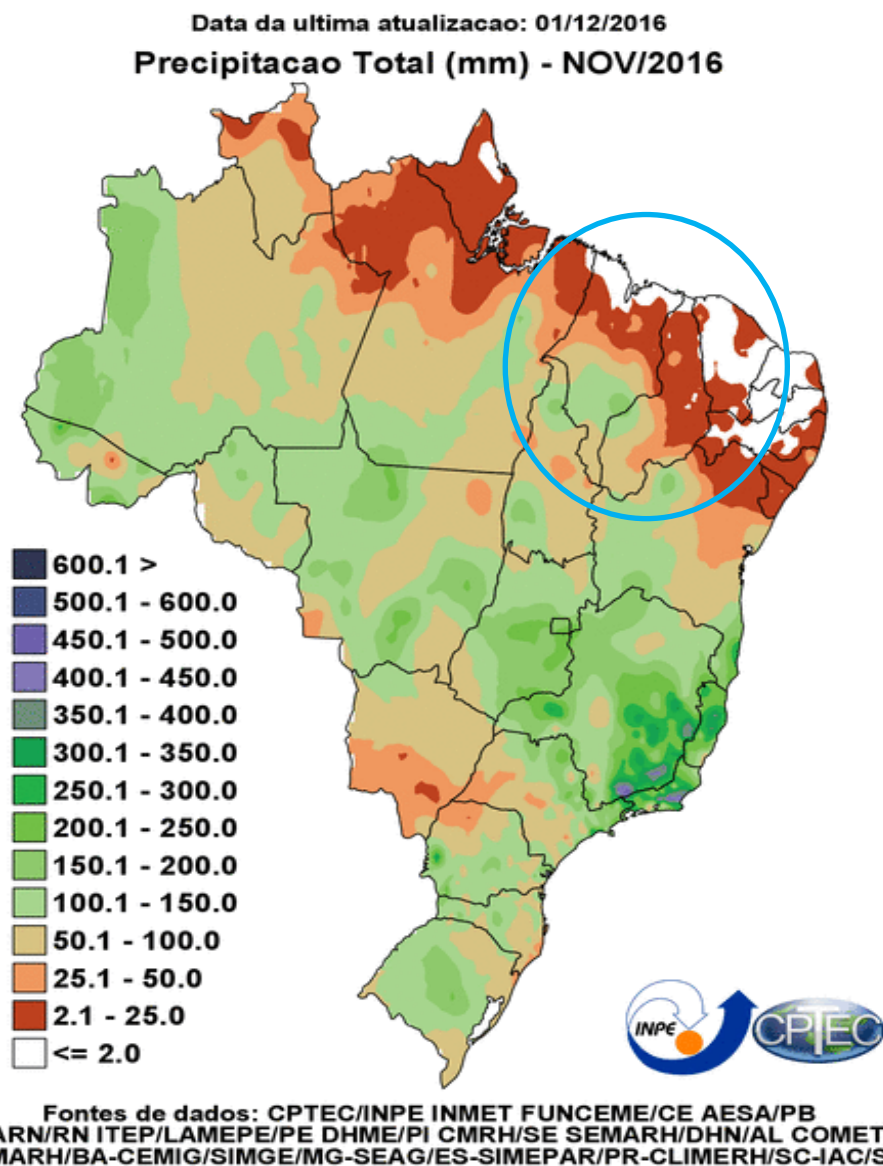 Data da ultima atualizacao: 01/12/2016
Precipitacao Total (mm) - NOV/2016
600.1 >
500.1 - 600.0
450.1 - 500.0
400.1 - 450.0
350.1 - 400.0
300.1 - 350.0
250.1 - 300.0
200.1 - 250.0
150.1 - 200.0
100.1 - 150.0
50.1 - 100.0
25.1 - 50.0
2.1 - 25.0
<= 2.0
INPE
CPTEC
Fontes de dados: CPTEC/INPE INMET FUNCEME/CE AESA/PB
ARN/RN ITEP/LAMEPE/PE DHME/PI CMRH/SE SEMARH/DHN/AL COMET
MARH/BA-CEMIG/SIMGE/MG-SEAG/ES-SIMEPAR/PR-CLIMERH/SC-IAC/S